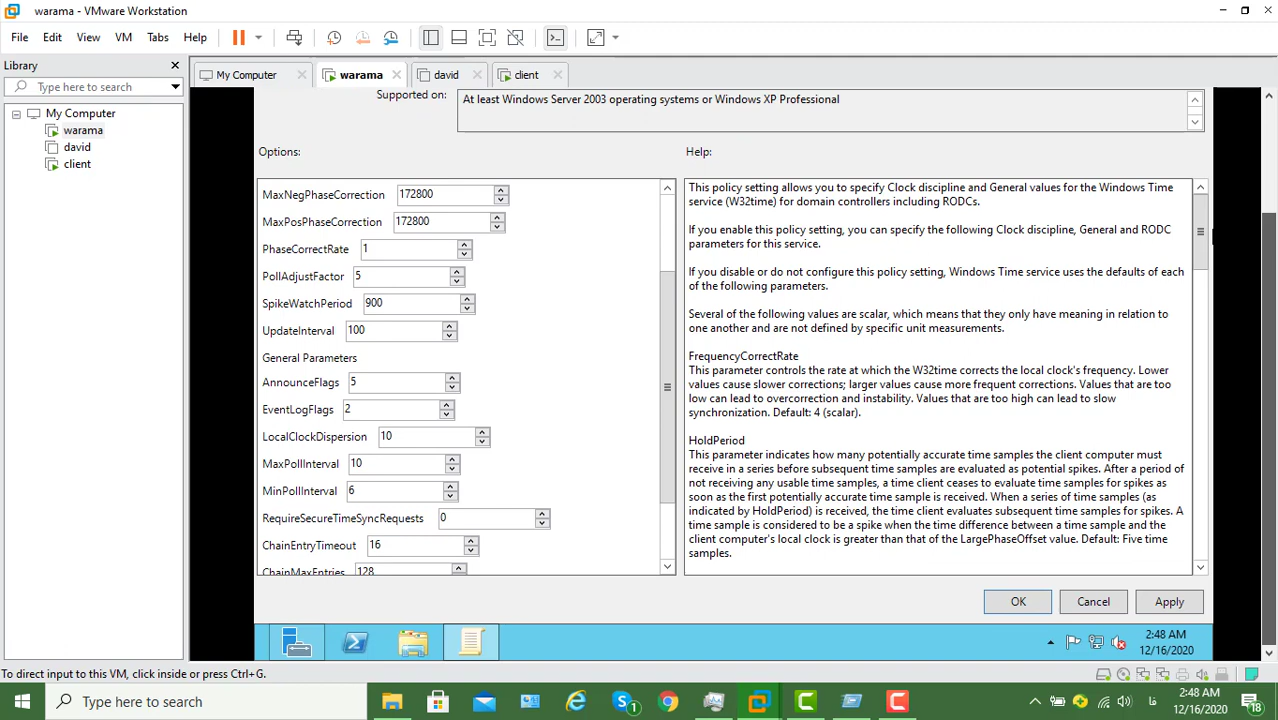 warama - VMware Workstation
File Edit View VM Tabs Help
Library
Type here to search
My Computer
warama
david
client
My Computer
warama
david
client
Supported on:
At least Windows Server 2003 operating systems or Windows XP Professional
Options:
Help:
MaxNegPhaseCorrection 172800
MaxPosPhaseCorrection 172800
PhaseCorrectRate 1
PollAdjustFactor 5
SpikeWatchPeriod 900
UpdateInterval 100
General Parameters
AnnounceFlags 5
EventLogFlags 2
LocalClockDispersion 10
MaxPollInterval 10
MinPollInterval 6
RequireSecureTimeSyncRequests 0
ChainEntryTimeout 16
ChainMaxEntries 128
This policy setting allows you to specify Clock discipline and General values for the Windows Time
service (W32time) for domain controllers including RODCs.
If you enable this policy setting, you can specify the following Clock discipline, General and RODC
parameters for this service.
If you disable or do not configure this policy setting, Windows Time service uses the defaults of each
of the following parameters.
Several of the following values are scalar, which means that they only have meaning in relation to
one another and are not defined by specific unit measurements.
FrequencyCorrectRate
This parameter controls the rate at which the W32time corrects the local clock's frequency. Lower
values cause slower corrections; larger values cause more frequent corrections. Values that are too
low can lead to overcorrection and instability. Values that are too high can lead to slow
synchronization. Default: 4 (scalar).
HoldPeriod
This parameter indicates how many potentially accurate time samples the client computer must
receive in a series before subsequent time samples are evaluated as potential spikes. After a period of
not receiving any usable time samples, a time client ceases to evaluate time samples for spikes as
soon as the first potentially accurate time sample is received. When a series of time samples (as
indicated by HoldPeriod) is received, the time client evaluates subsequent time samples for spikes. A
time sample is considered to be a spike when the time difference between a time sample and the
client computer's local clock is greater than that of the LargePhaseOffset value. Default: Five time
samples.
OK Cancel Apply
2:48 AM
12/16/2020
To direct input to this VM, click inside or press Ctrl+G.
Type here to search
1
فا
2:48 AM
12/16/2020
18